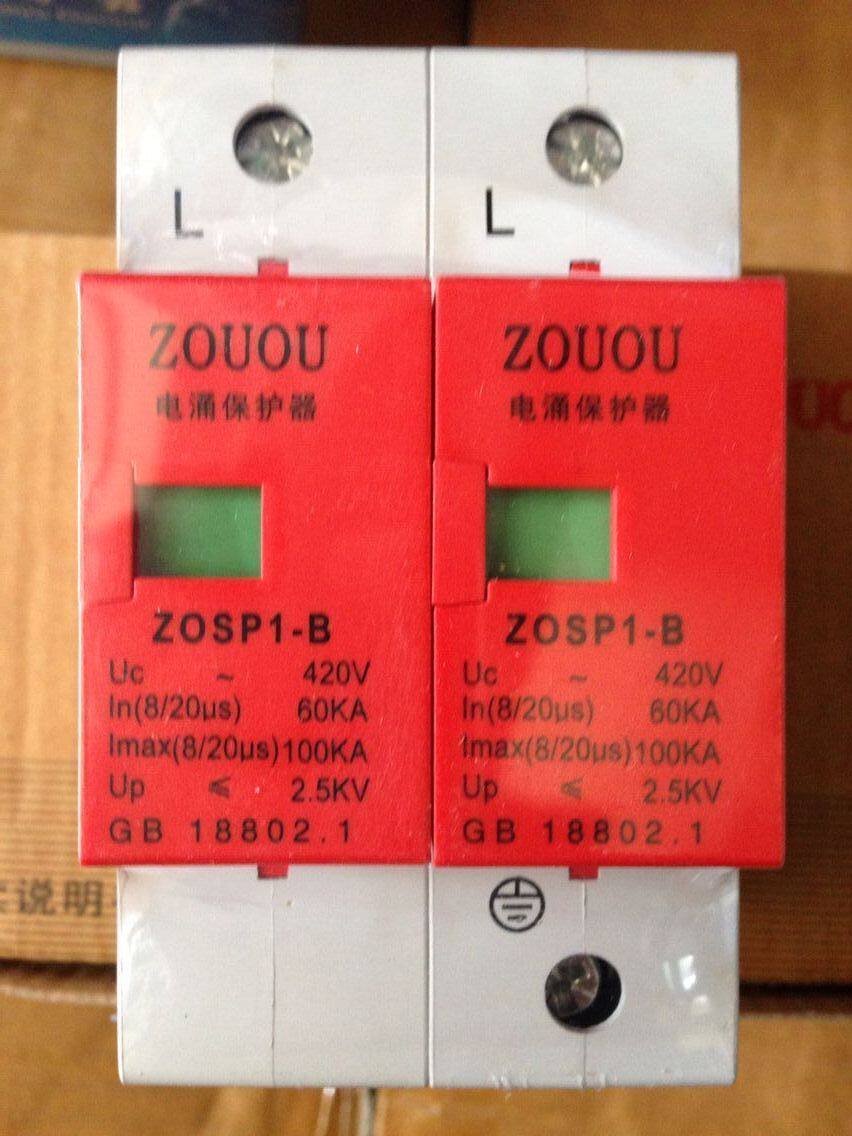 L
L
ZOUOU
电涌保护器
ZOSP1-B
Uc ~ 420V
In(8/20μs) 60KA
Imax(8/20μs)100KA
Up ≤ 2.5KV
GB 18802.1
ZOUOU
电涌保护器
ZOSP1-B
Uc ~ 420V
In(8/20μs) 60KA
Imax(8/20μs)100KA
Up ≤ 2.5KV
GB 18802.1
说明